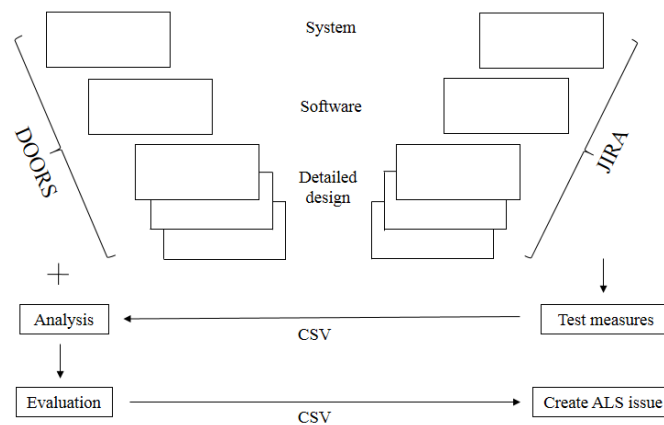 System
Software
Detailed
design
DOORS
JIRA
Analysis
CSV
Test measures
Evaluation
CSV
Create ALS issue